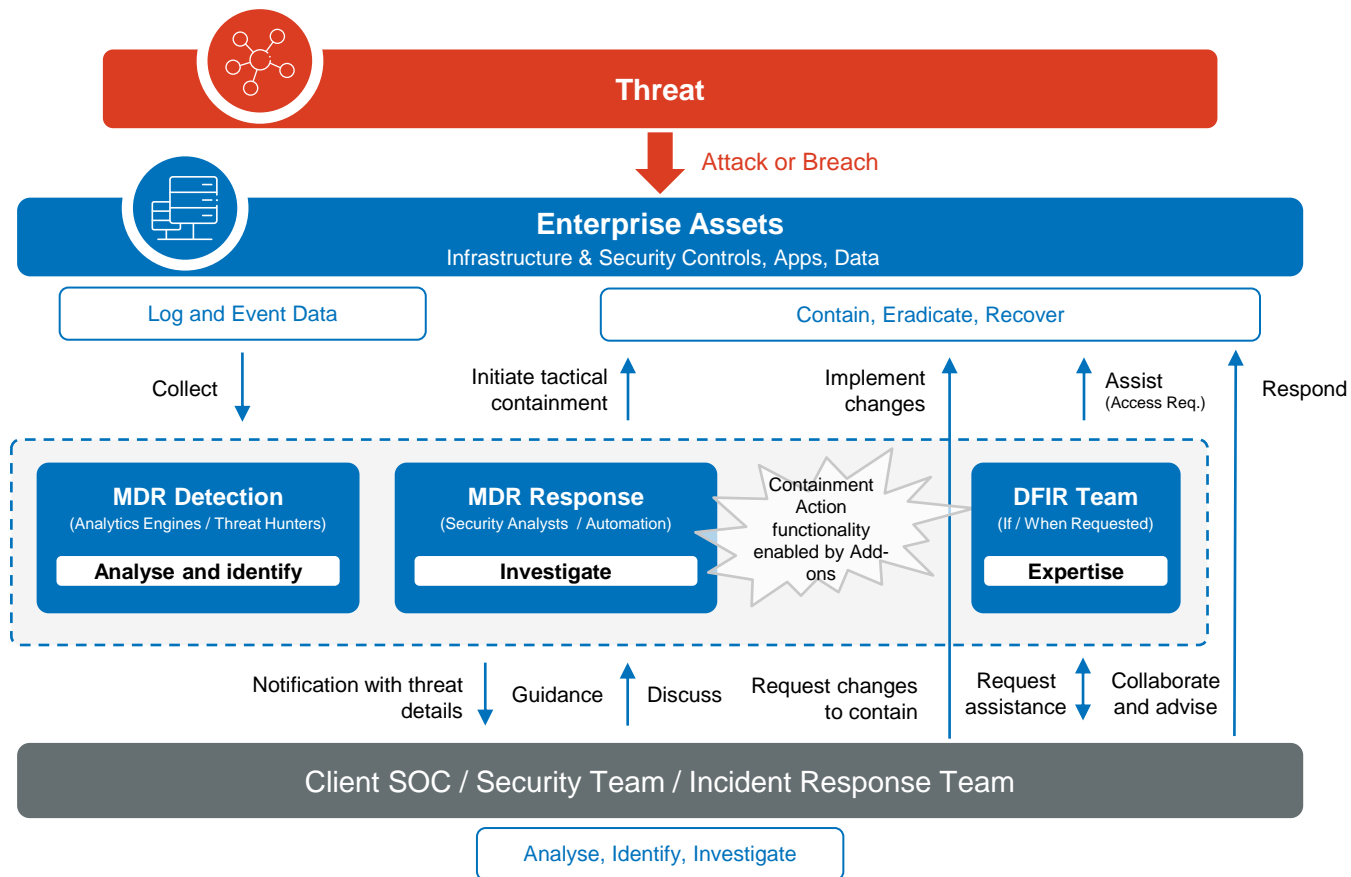 Threat
Attack or Breach
Enterprise Assets
Infrastructure & Security Controls, Apps, Data
Log and Event Data
Contain, Eradicate, Recover
Collect
Initiate tactical
containment
Implement
changes
Assist
(Access Req.)
Respond
MDR Detection
(Analytics Engines / Threat Hunters)
Analyse and identify
MDR Response
(Security Analysts / Automation)
Investigate
Containment
Action
functionality
enabled by Add-
ons
DFIR Team
(If / When Requested)
Expertise
Notification with threat
details
Guidance
Discuss
Request changes
to contain
Request
assistance
Collaborate
and advise
Client SOC / Security Team / Incident Response Team
Analyse, Identify, Investigate